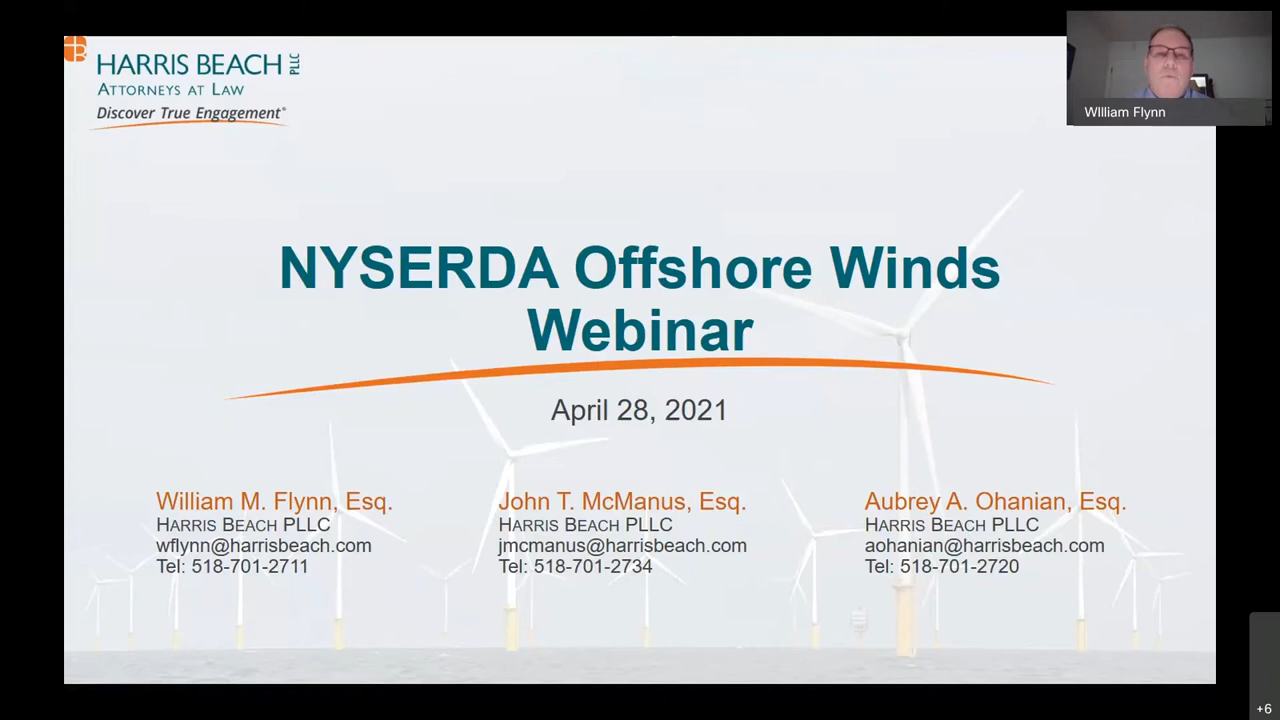 HARRIS BEACH PLLC
ATTORNEYS AT LAW
Discover True Engagement®
WIlliam Flynn
NYSERDA Offshore Winds
Webinar
April 28, 2021
William M. Flynn, Esq.
HARRIS BEACH PLLC
wflynn@harrisbeach.com
Tel: 518-701-2711
John T. McManus, Esq.
HARRIS BEACH PLLC
jmcmanus@harrisbeach.com
Tel: 518-701-2734
Aubrey A. Ohanian, Esq.
HARRIS BEACH PLLC
aohanian@harrisbeach.com
Tel: 518-701-2720
+6